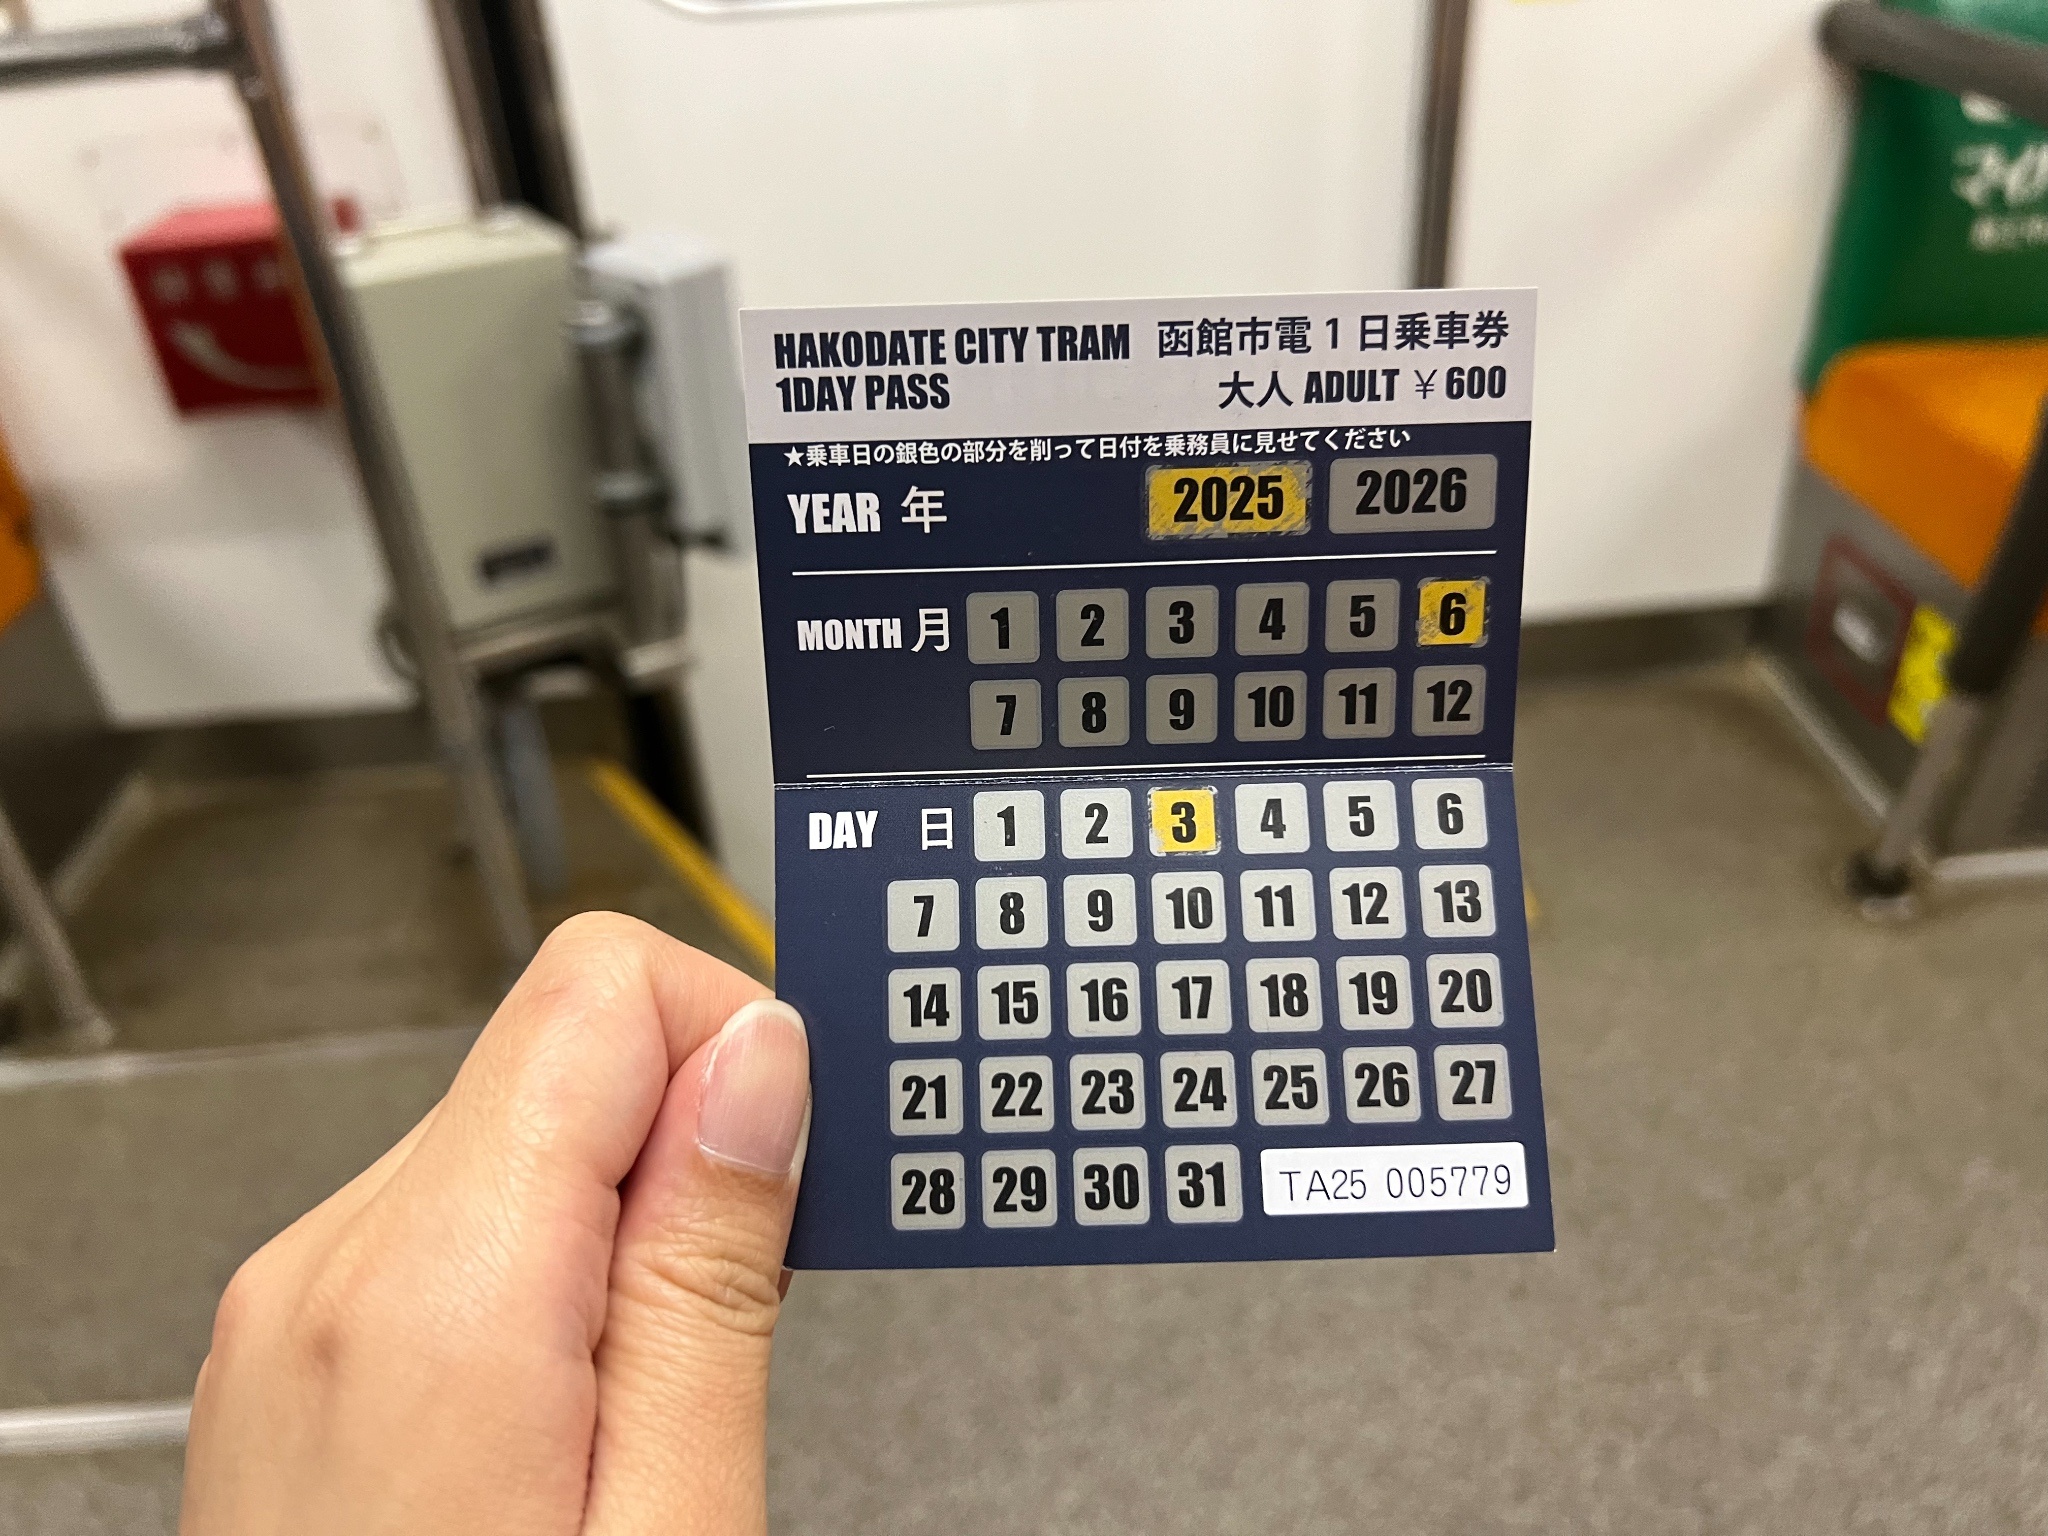 HAKODATE CITY TRAM 函館市電1日乗車券
1DAY PASS 大人 ADULT ¥600
★乗車日の銀色の部分を削って日付を乗務員に見せてください
YEAR 年 2025 2026
MONTH 月 1 2 3 4 5 6
7 8 9 10 11 12
DAY 日 1 2 3 4 5 6
7 8 9 10 11 12 13
14 15 16 17 18 19 20
21 22 23 24 25 26 27
28 29 30 31 TA25 005779